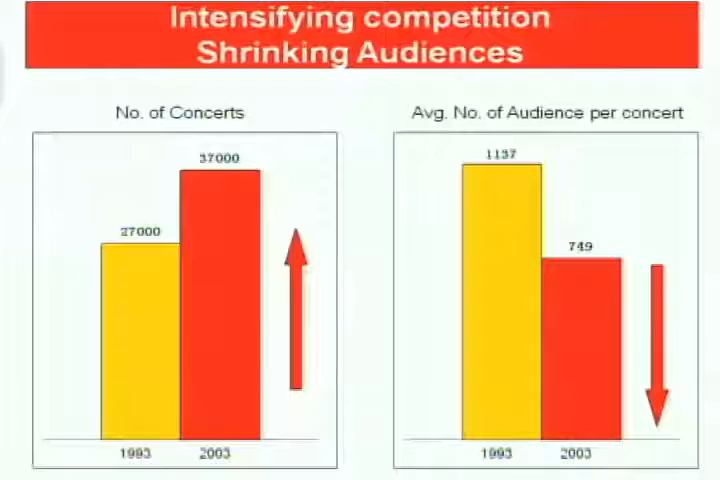 Intensifying competition
Shrinking Audiences
No. of Concerts
Avg. No. of Audience per concert
37000
27000
1993 2003
1137
749
1993 2003